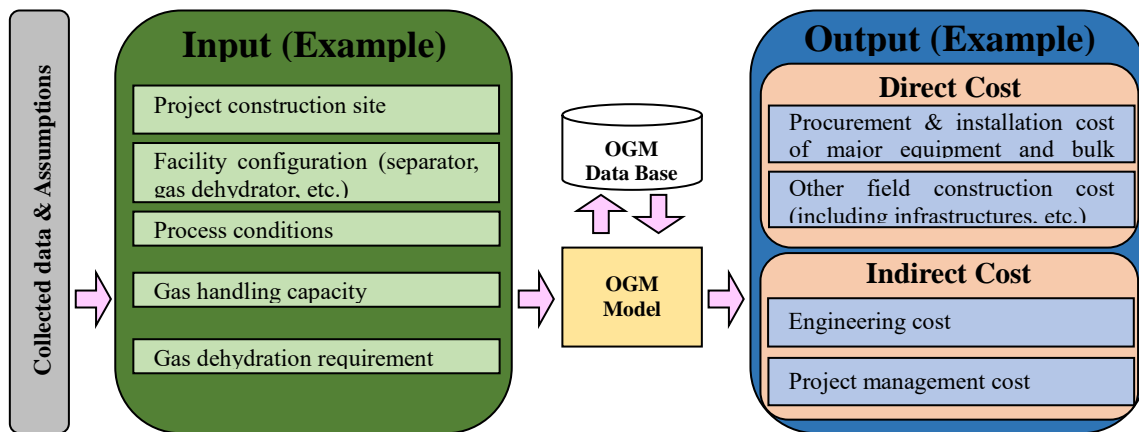 Collected data & Assumptions
Input (Example)
Project construction site
Facility configuration (separator,
gas dehydrator, etc.)
Process conditions
Gas handling capacity
Gas dehydration requirement
OGM
Data Base
OGM
Model
Output (Example)
Direct Cost
Procurement & installation cost
of major equipment and bulk
Other field construction cost
(including infrastructures, etc.)
Indirect Cost
Engineering cost
Project management cost